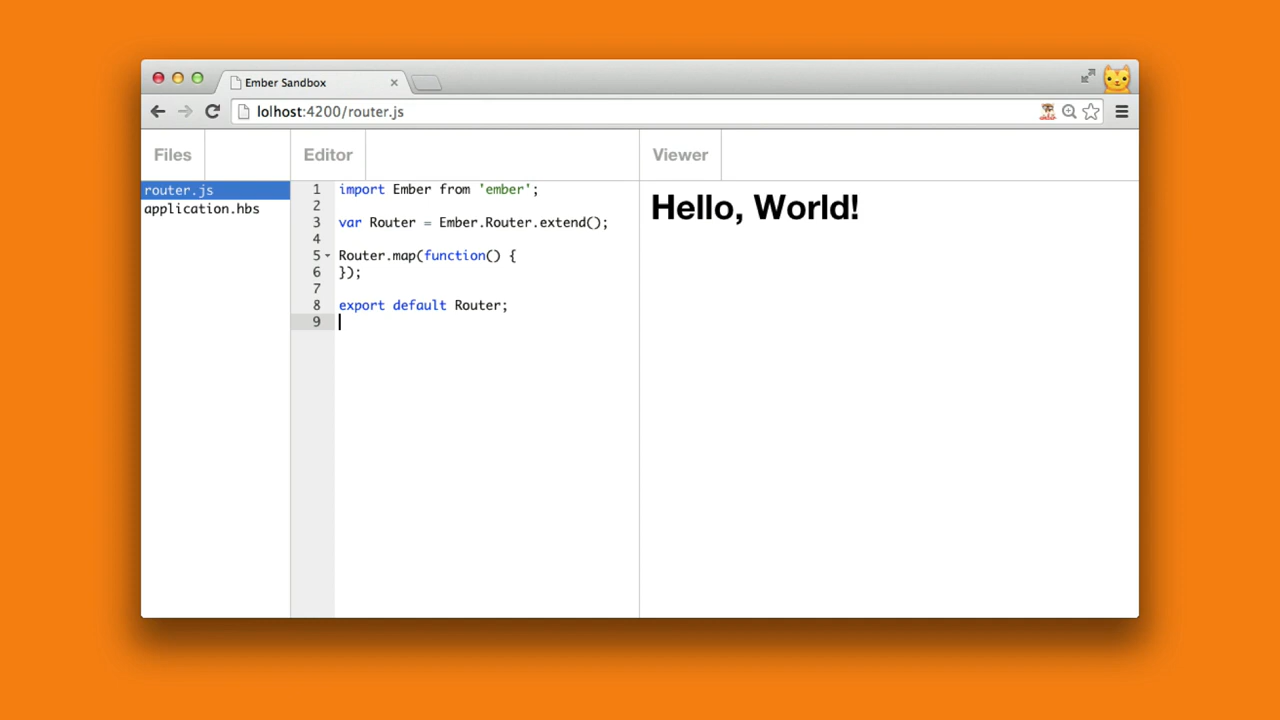 Ember Sandbox
lolhost:4200/router.js
Files
Editor
Viewer
router.js
application.hbs
1 import Ember from 'ember';
2
3 var Router = Ember.Router.extend();
4
5 Router.map(function() {
6 });
7
8 export default Router;
9
Hello, World!